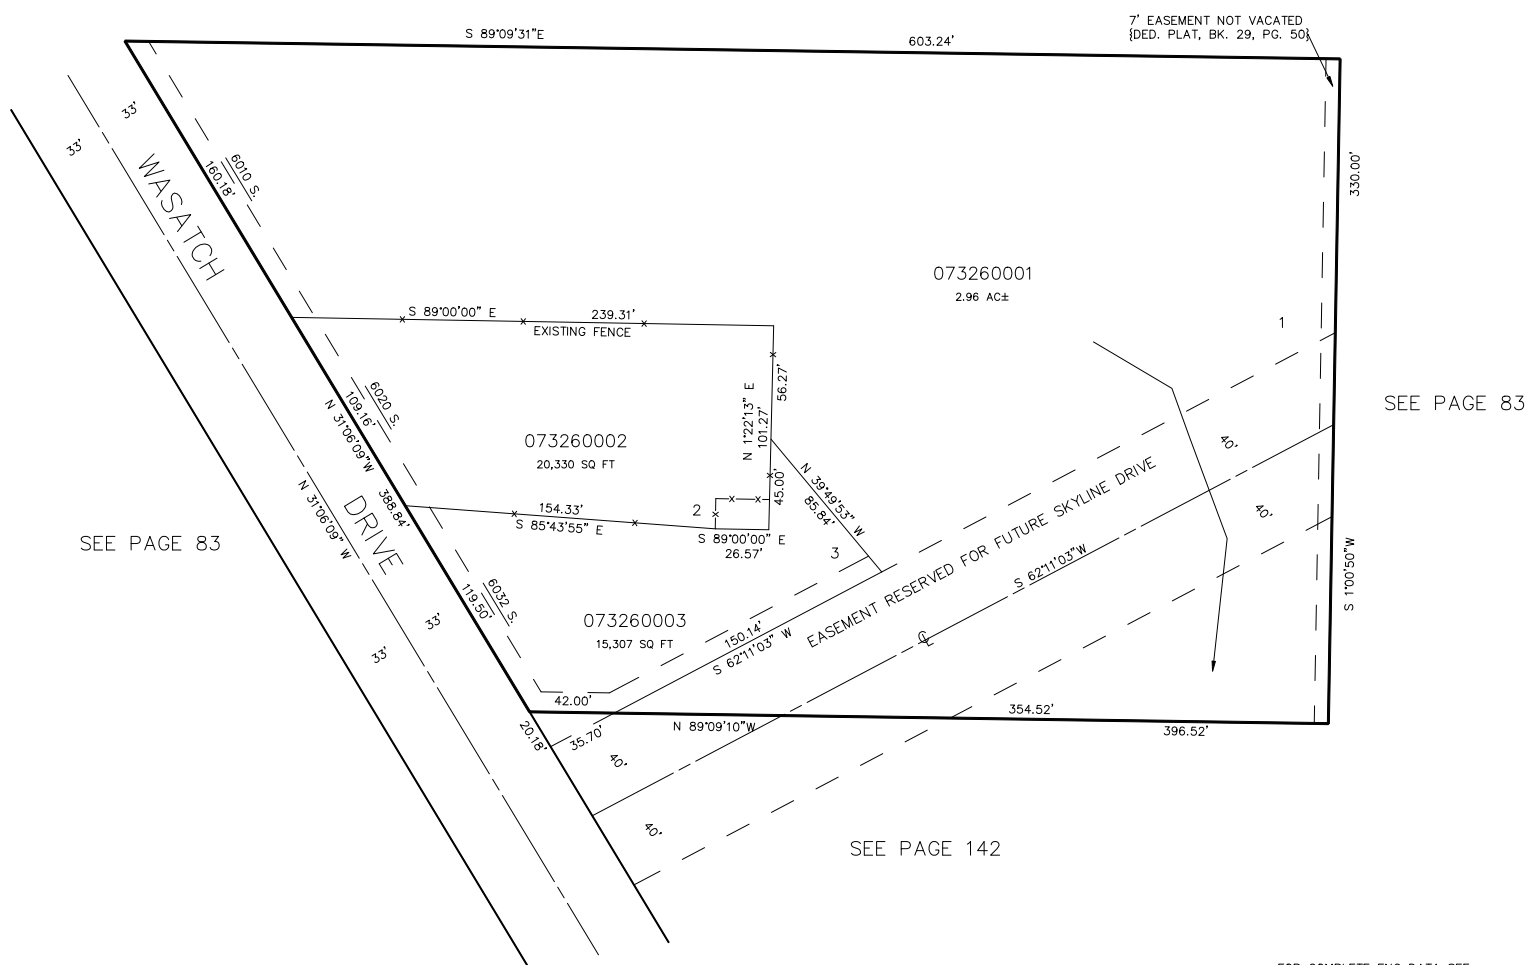 7' EASEMENT NOT VACATED
{DED. PLAT, BK. 29, PG. 50}
S 89°09'31"E
603.24'
33'
33'
6010 S.
160.18'
330.00'
WASATCH
073260001
2.96 AC±
S 89°00'00" E
239.31'
EXISTING FENCE
1
56.27'
N 1°22'13" E
101.27'
6020 S.
109.16'
N 31°06'09"W
SEE PAGE 83
073260002
20,330 SQ FT
40'
45.00'
N 39°49'53" W
85.84'
388.84'
154.33'
S 85°43'55" E
2
S 89°00'00" E
26.57'
3
N 31°06'09" W
DRIVE
SEE PAGE 83
40'
EASEMENT RESERVED FOR FUTURE SKYLINE DRIVE
S 62°11'03"W
S 1°00'50"W
6032 S.
119.50'
33'
33'
073260003
15,307 SQ FT
150.14'
S 62°11'03" W
℄
42.00'
354.52'
N 89°09'10"W
396.52'
20.18'
35.70'
40'
40'
SEE PAGE 142